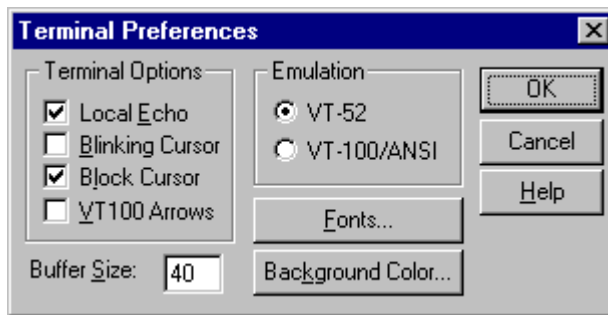 Terminal Preferences
Terminal Options
Local Echo
Blinking Cursor
Block Cursor
VT100 Arrows
Buffer Size: 40
Emulation
VT-52
VT-100/ANSI
Fonts...
Background Color...
OK
Cancel
Help